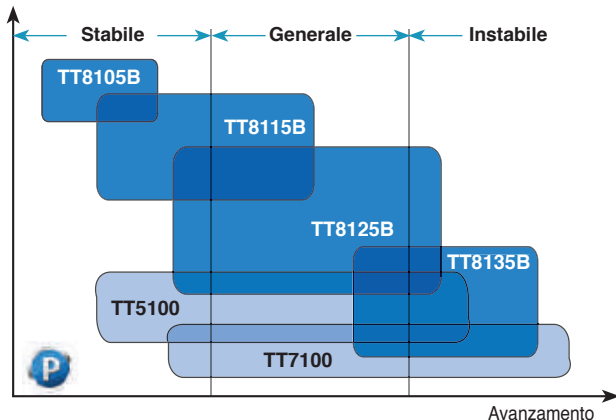 Stabile
Generale
Instabile
TT8105B
TT8115B
TT8125B
TT8135B
TT5100
TT7100
P
Avanzamento